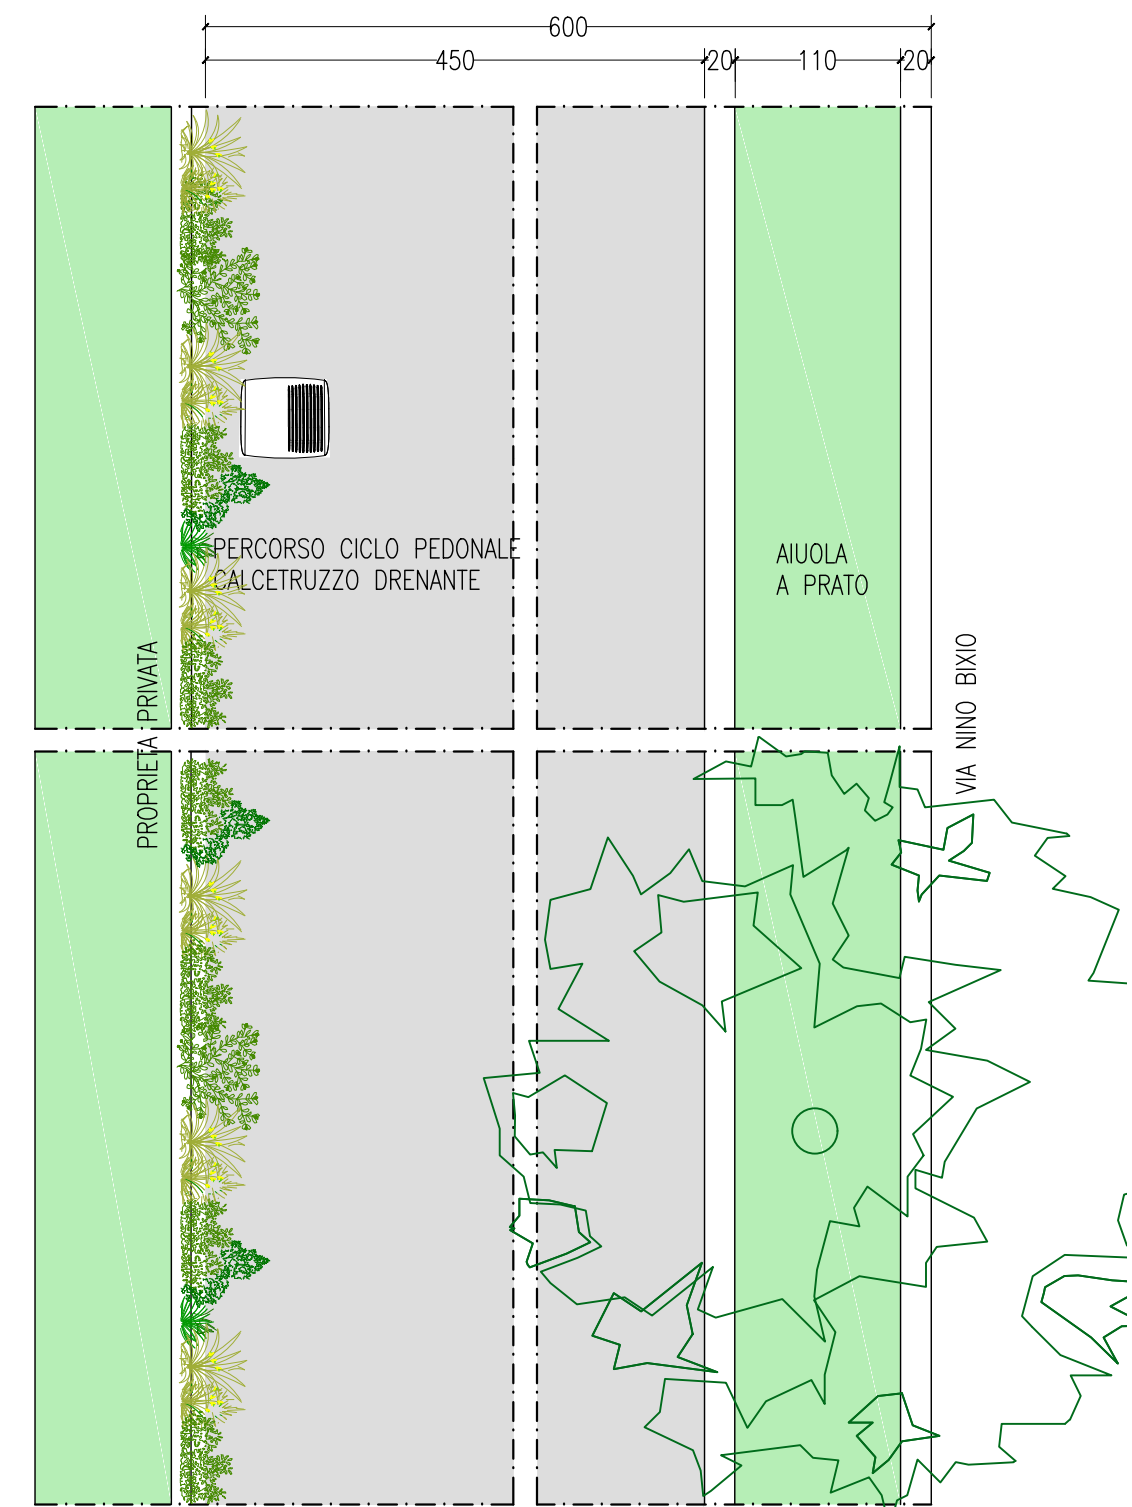 600
450
20
110
20
PERCORSO CICLO PEDONALE
CALCETRUZZO DRENANTE
AIUOLA
A PRATO
PROPRIETA PRIVATA
VIA NINO BIXIO